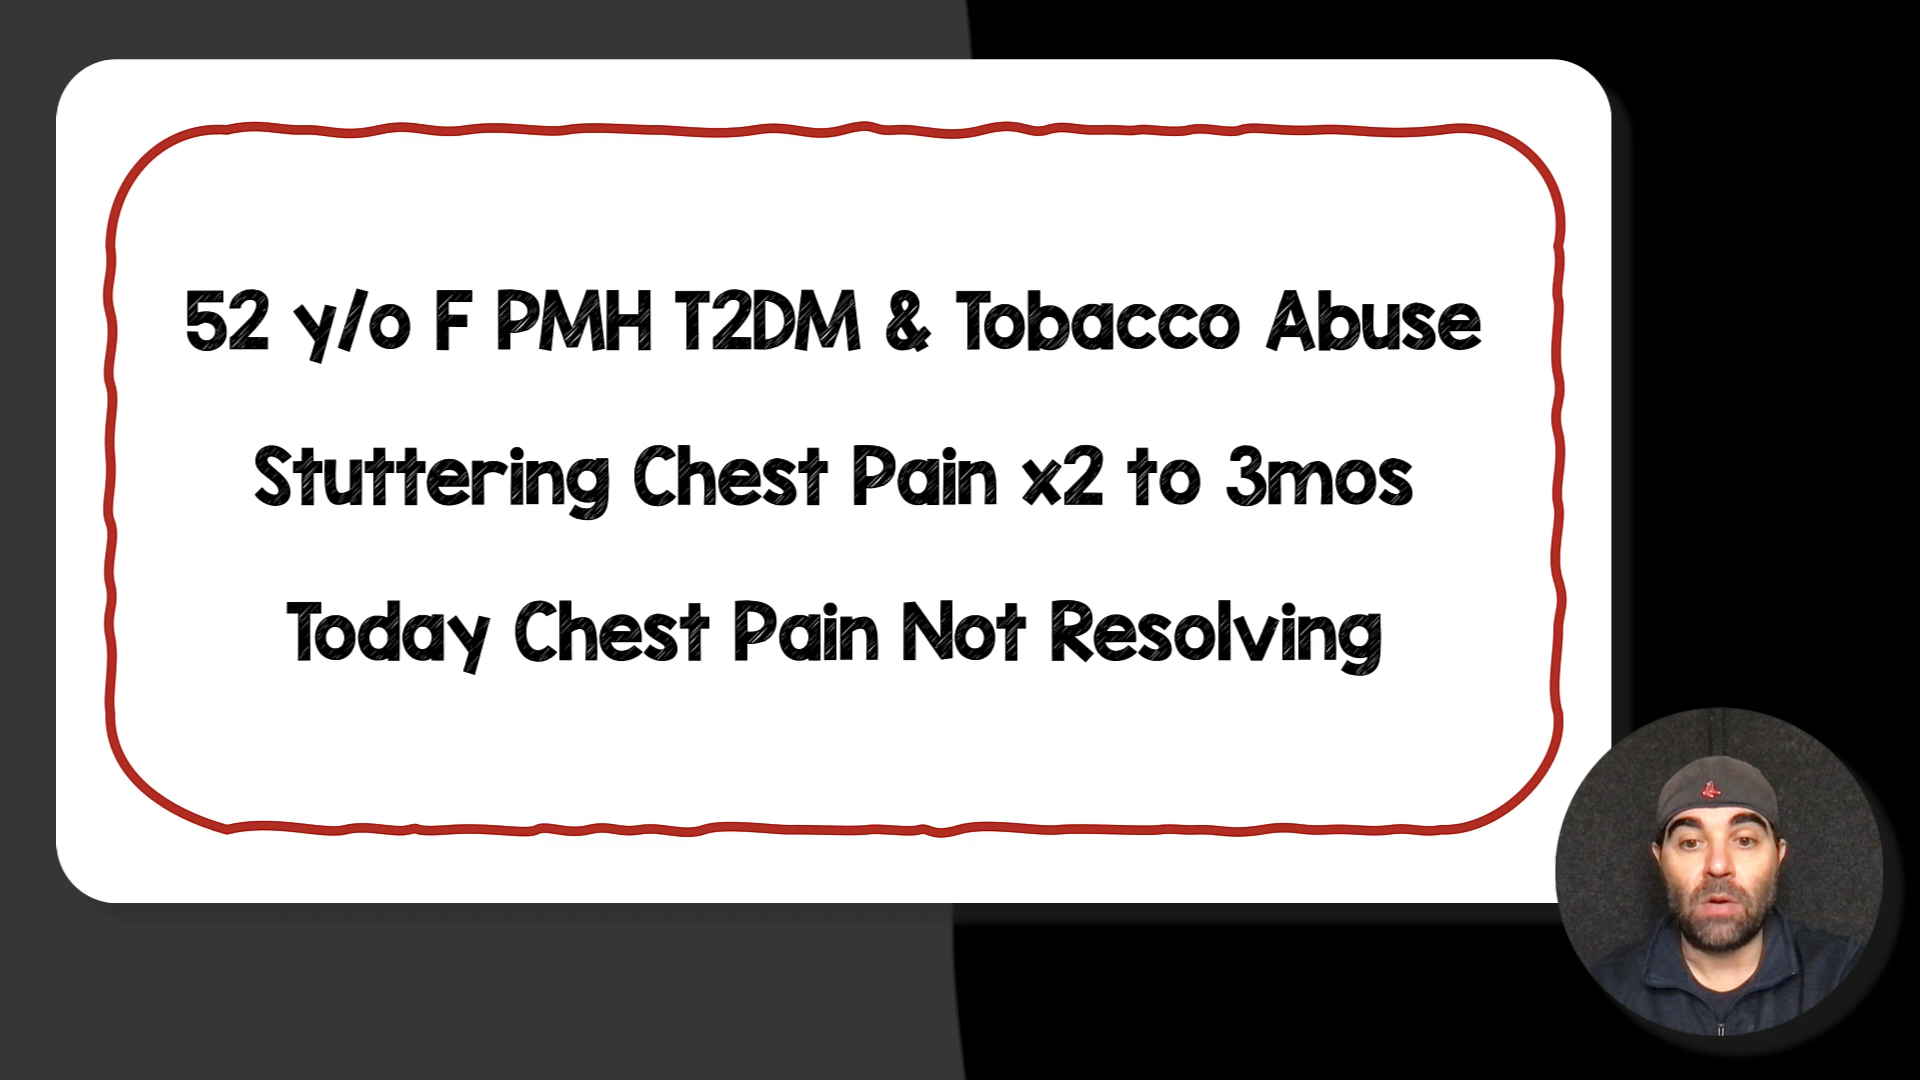 52 y/o F PMH T2DM & Tobacco Abuse
Stuttering Chest Pain x2 to 3mos
Today Chest Pain Not Resolving